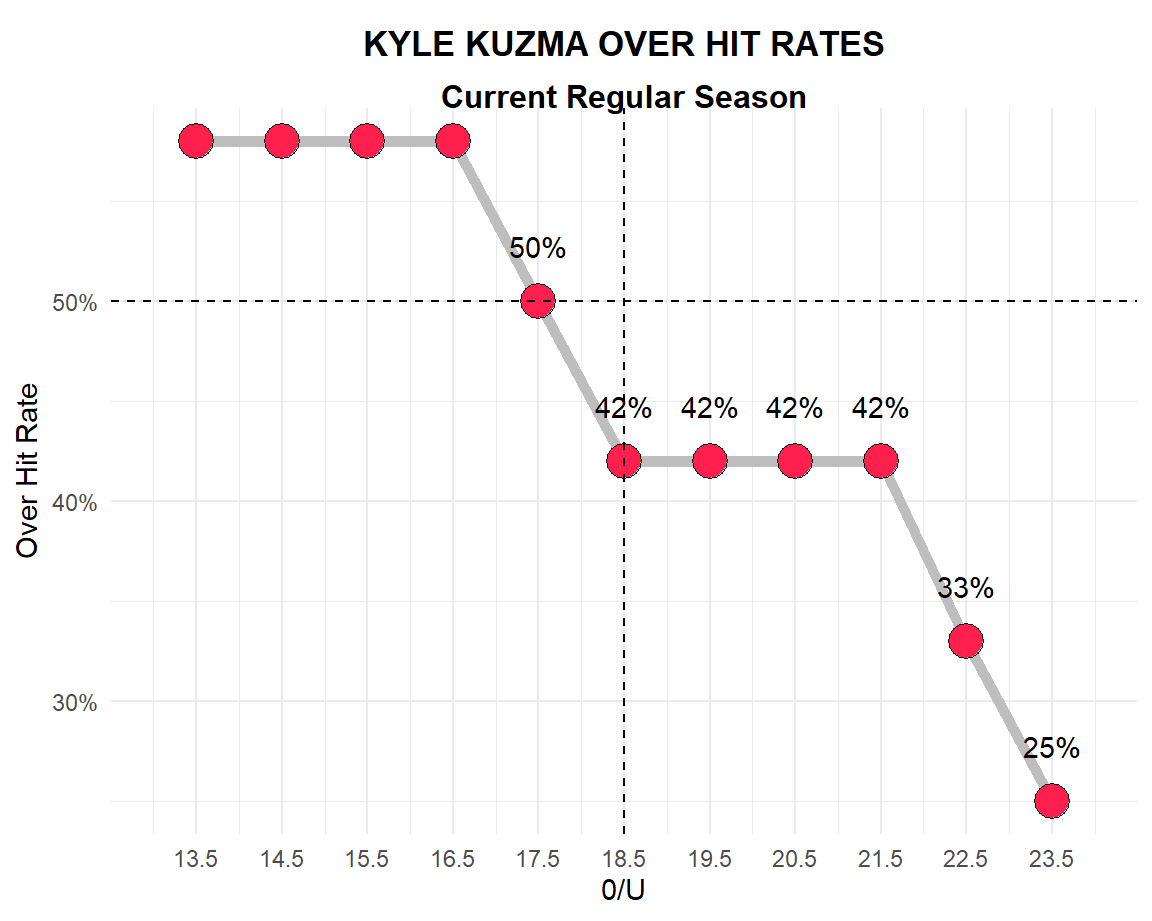 KYLE KUZMA OVER HIT RATES
Current Regular Season
50%
50%
42% 42% 42% 42%
40%
33%
30%
25%
Over Hit Rate
13.5 14.5 15.5 16.5 17.5 18.5 19.5 20.5 21.5 22.5 23.5
0/U